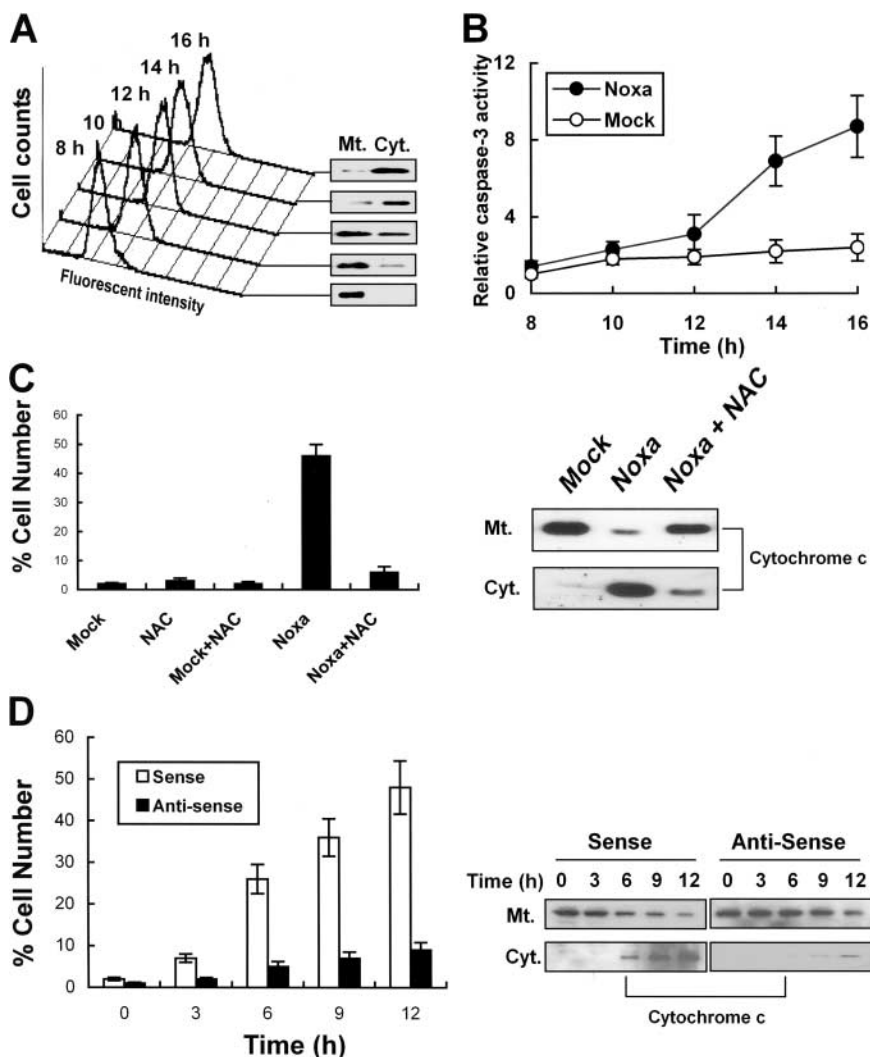 A
Cell counts
8 h
10 h
12 h
14 h
16 h
Fluorescent intensity
Mt. Cyt.
B
Relative caspase-3 activity
12
8
4
0
Noxa
Mock
8 10 12 14 16
Time (h)
C
% Cell Number
60
50
40
30
20
10
0
Mock
NAC
Mock+NAC
Noxa
Noxa+NAC
Mock
Noxa
Noxa + NAC
Mt.
Cyt.
Cytochrome c
D
% Cell Number
60
50
40
30
20
10
0
Sense
Anti-sense
0 3 6 9 12
Time (h)
Sense Anti-Sense
Time (h) 0 3 6 9 12 0 3 6 9 12
Mt.
Cyt.
Cytochrome c